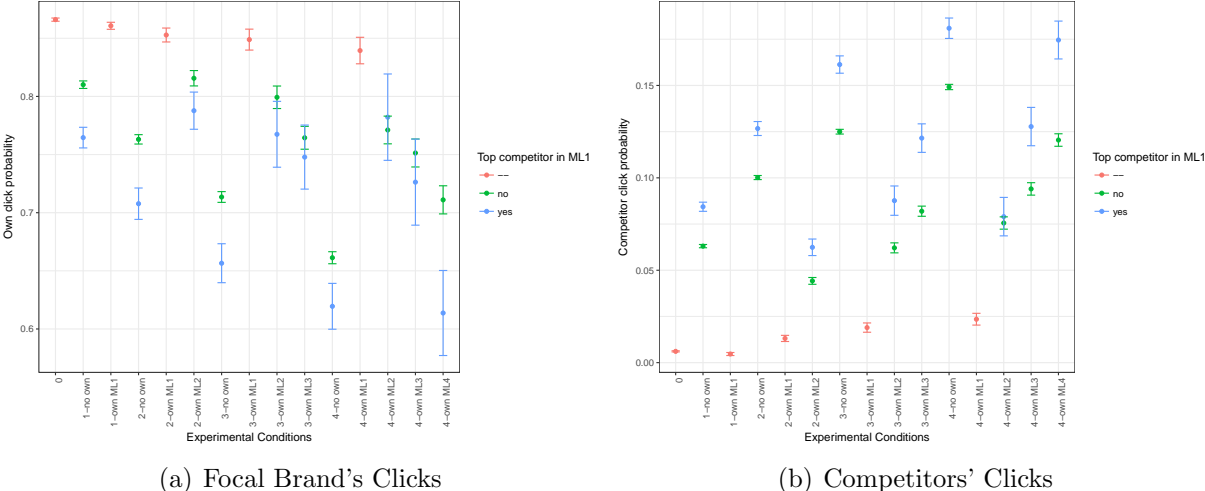 0.8
0.7
0.6
Own click probability
0
1−no own
1−own ML1
2−no own
2−own ML1
2−own ML2
3−no own
3−own ML1
3−own ML2
3−own ML3
4−no own
4−own ML1
4−own ML2
4−own ML3
4−own ML4
Experimental Conditions
Top competitor in ML1
−−
no
yes
(a) Focal Brand's Clicks
0.15
0.10
0.05
0.00
Competitor click probability
0
1−no own
1−own ML1
2−no own
2−own ML1
2−own ML2
3−no own
3−own ML1
3−own ML2
3−own ML3
4−no own
4−own ML1
4−own ML2
4−own ML3
4−own ML4
Experimental Conditions
Top competitor in ML1
−−
no
yes
(b) Competitors' Clicks